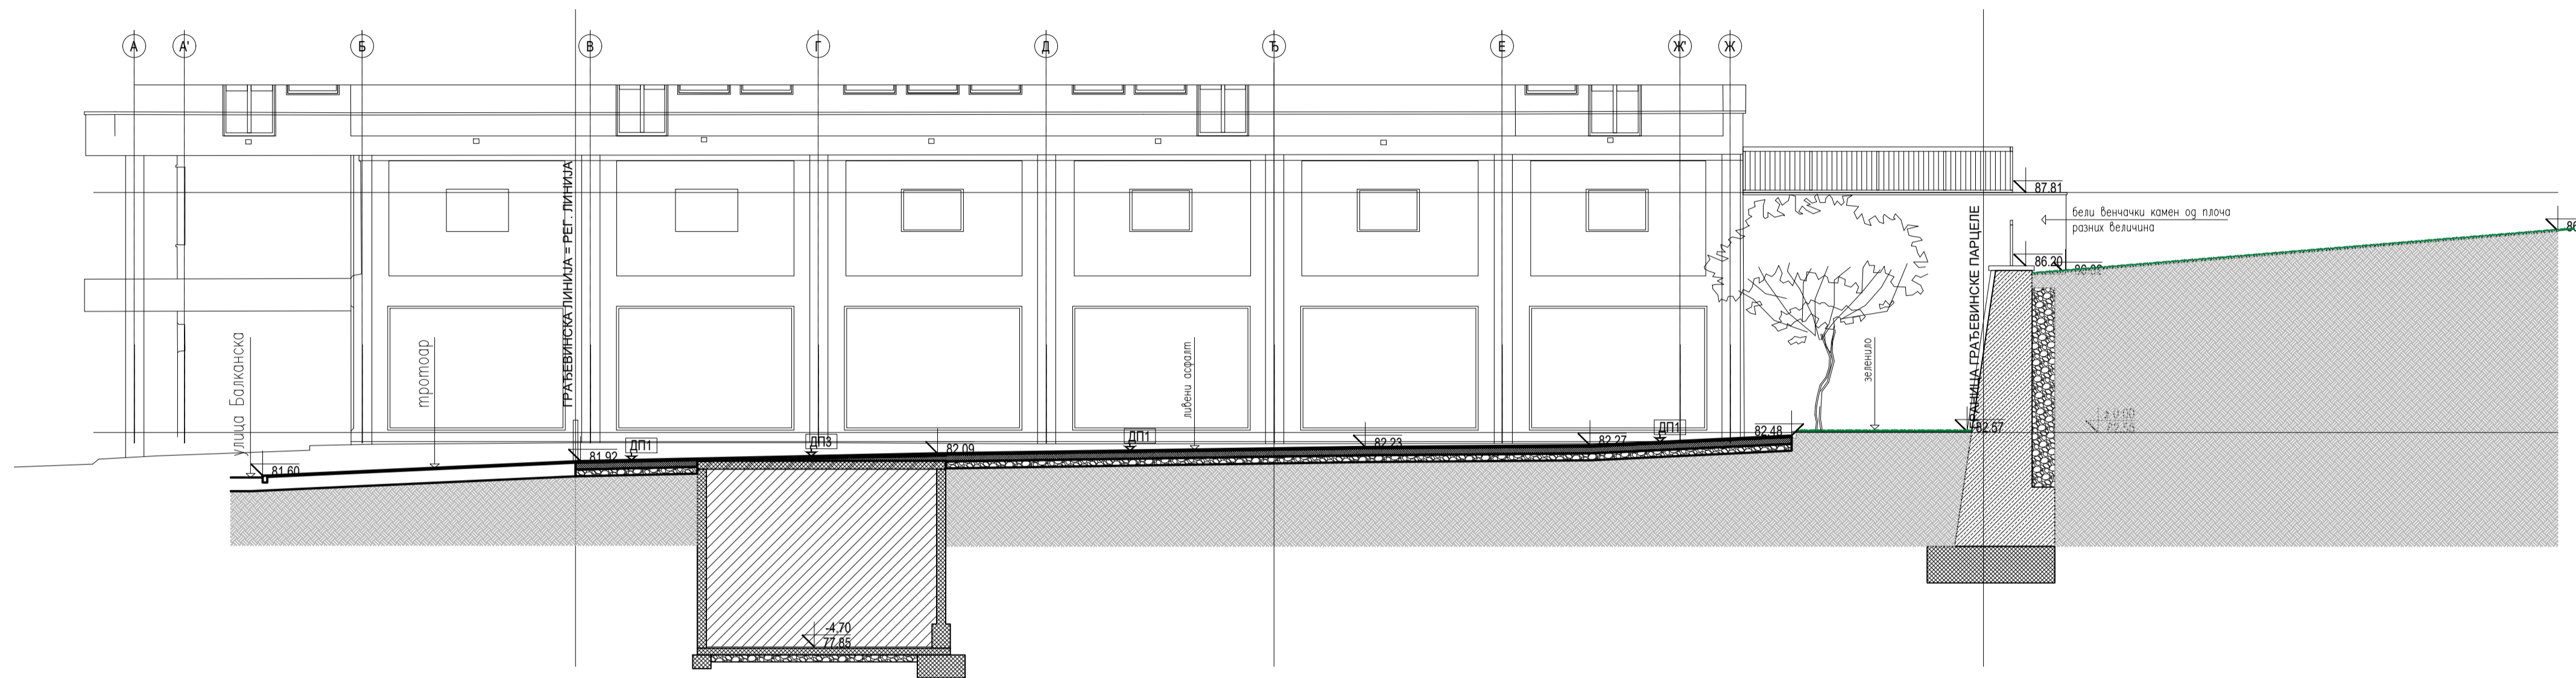 А
А'
Б
В
Г
Д
Ђ
Е
Ж'
Ж
87.81
бели венчачки камен од плоча
разних величина
86.20
ГРАЂЕВИНСКА ЛИНИЈА = РЕГ. ЛИНИЈА
ГРАНИЦА ГРАЂЕВИНСКЕ ПАРЦЕЛЕ
улица Балканска
тротоар
ливени асфалт
зеленило
81.60
81.92
ДП1
ДП3
82.09
ДП1
82.23
82.27
ДП1
82.48
82.57
± 0.00
-4.70
77.85